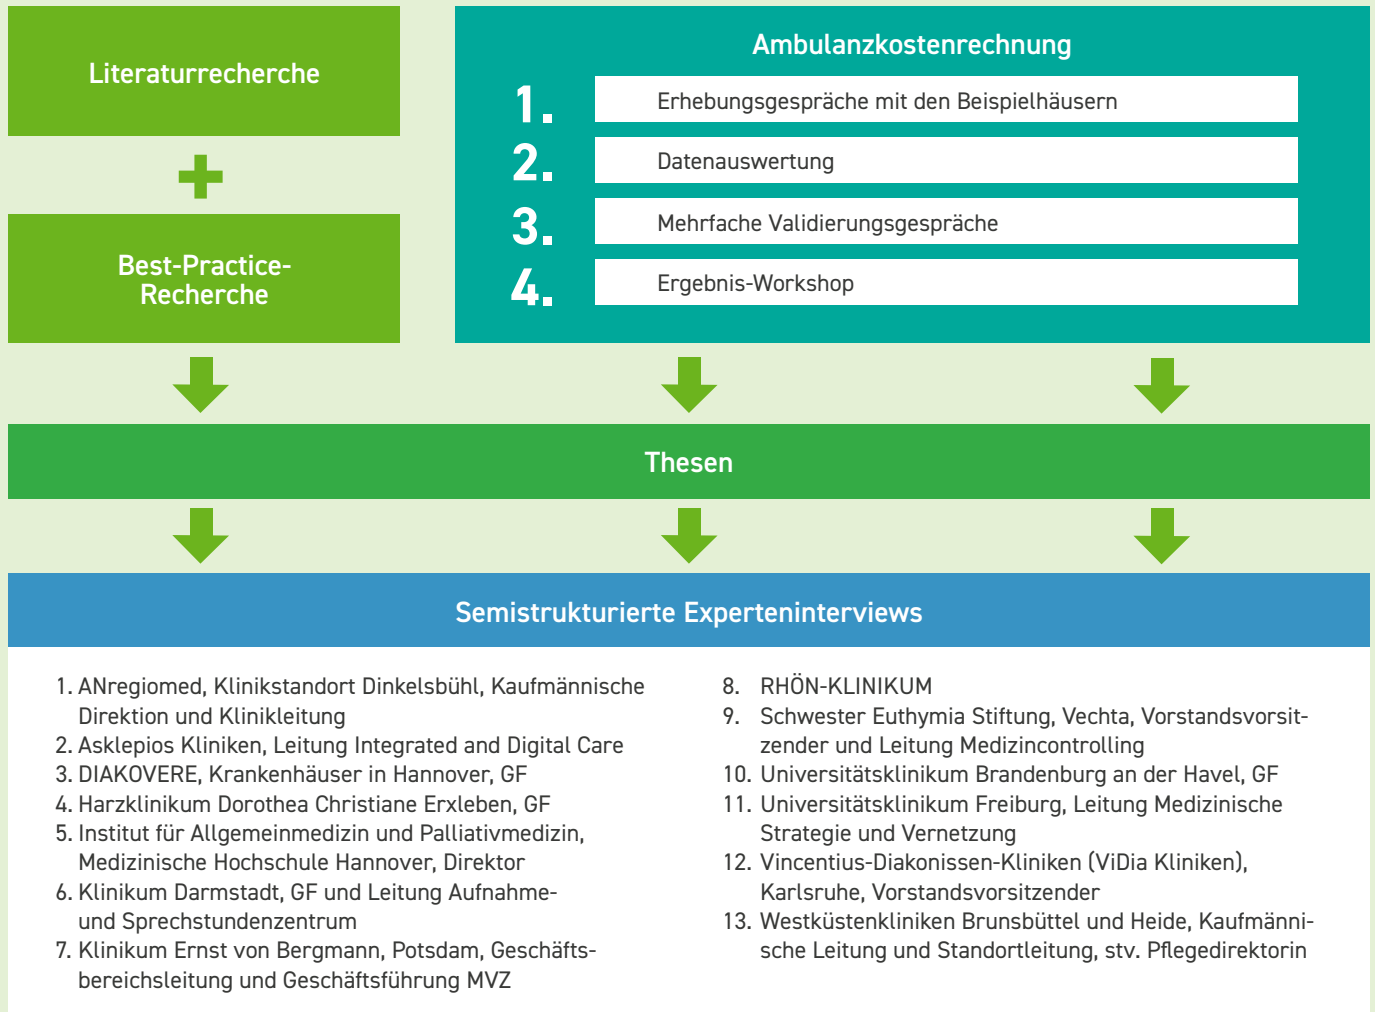 Literaturrecherche
Best-Practice-
Recherche
Ambulanzkostenrechnung
1. Erhebungsgespräche mit den Beispielhäusern
2. Datenauswertung
3. Mehrfache Validierungsgespräche
4. Ergebnis-Workshop
Thesen
Semistrukturierte Experteninterviews
1. ANregiomed, Klinikstandort Dinkelsbühl, Kaufmännische
Direktion und Klinikleitung
2. Asklepios Kliniken, Leitung Integrated and Digital Care
3. DIAKOVERE, Krankenhäuser in Hannover, GF
4. Harzklinikum Dorothea Christiane Erxleben, GF
5. Institut für Allgemeinmedizin und Palliativmedizin,
Medizinische Hochschule Hannover, Direktor
6. Klinikum Darmstadt, GF und Leitung Aufnahme-
und Sprechstundenzentrum
7. Klinikum Ernst von Bergmann, Potsdam, Geschäfts-
bereichsleitung und Geschäftsführung MVZ
8. RHÖN-KLINIKUM
9. Schwester Euthymia Stiftung, Vechta, Vorstandsvorsit-
zender und Leitung Medizincontrolling
10. Universitätsklinikum Brandenburg an der Havel, GF
11. Universitätsklinikum Freiburg, Leitung Medizinische
Strategie und Vernetzung
12. Vincentius-Diakonissen-Kliniken (ViDia Kliniken),
Karlsruhe, Vorstandsvorsitzender
13. Westküstenkliniken Brunsbüttel und Heide, Kaufmänni-
sche Leitung und Standortleitung, stv. Pflegedirektorin